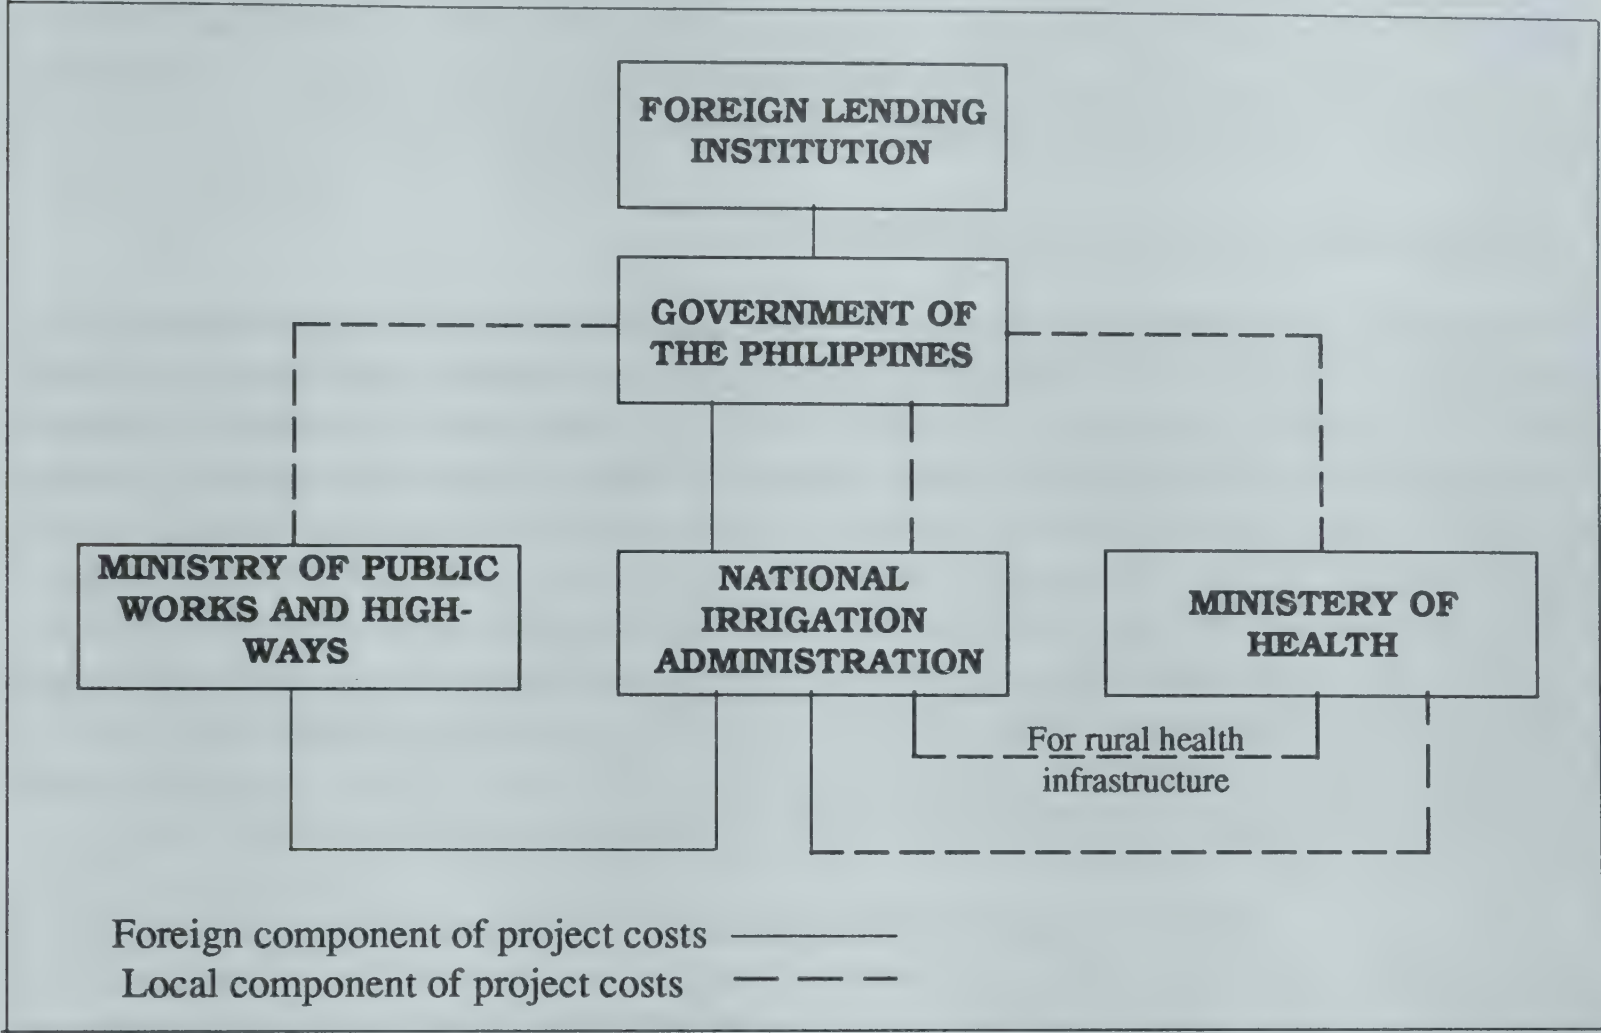 FOREIGN LENDING
INSTITUTION
GOVERNMENT OF
THE PHILIPPINES
MINISTRY OF PUBLIC
WORKS AND HIGH-
WAYS
NATIONAL
IRRIGATION
ADMINISTRATION
MINISTERY OF
HEALTH
For rural health
infrastructure
Foreign component of project costs
Local component of project costs